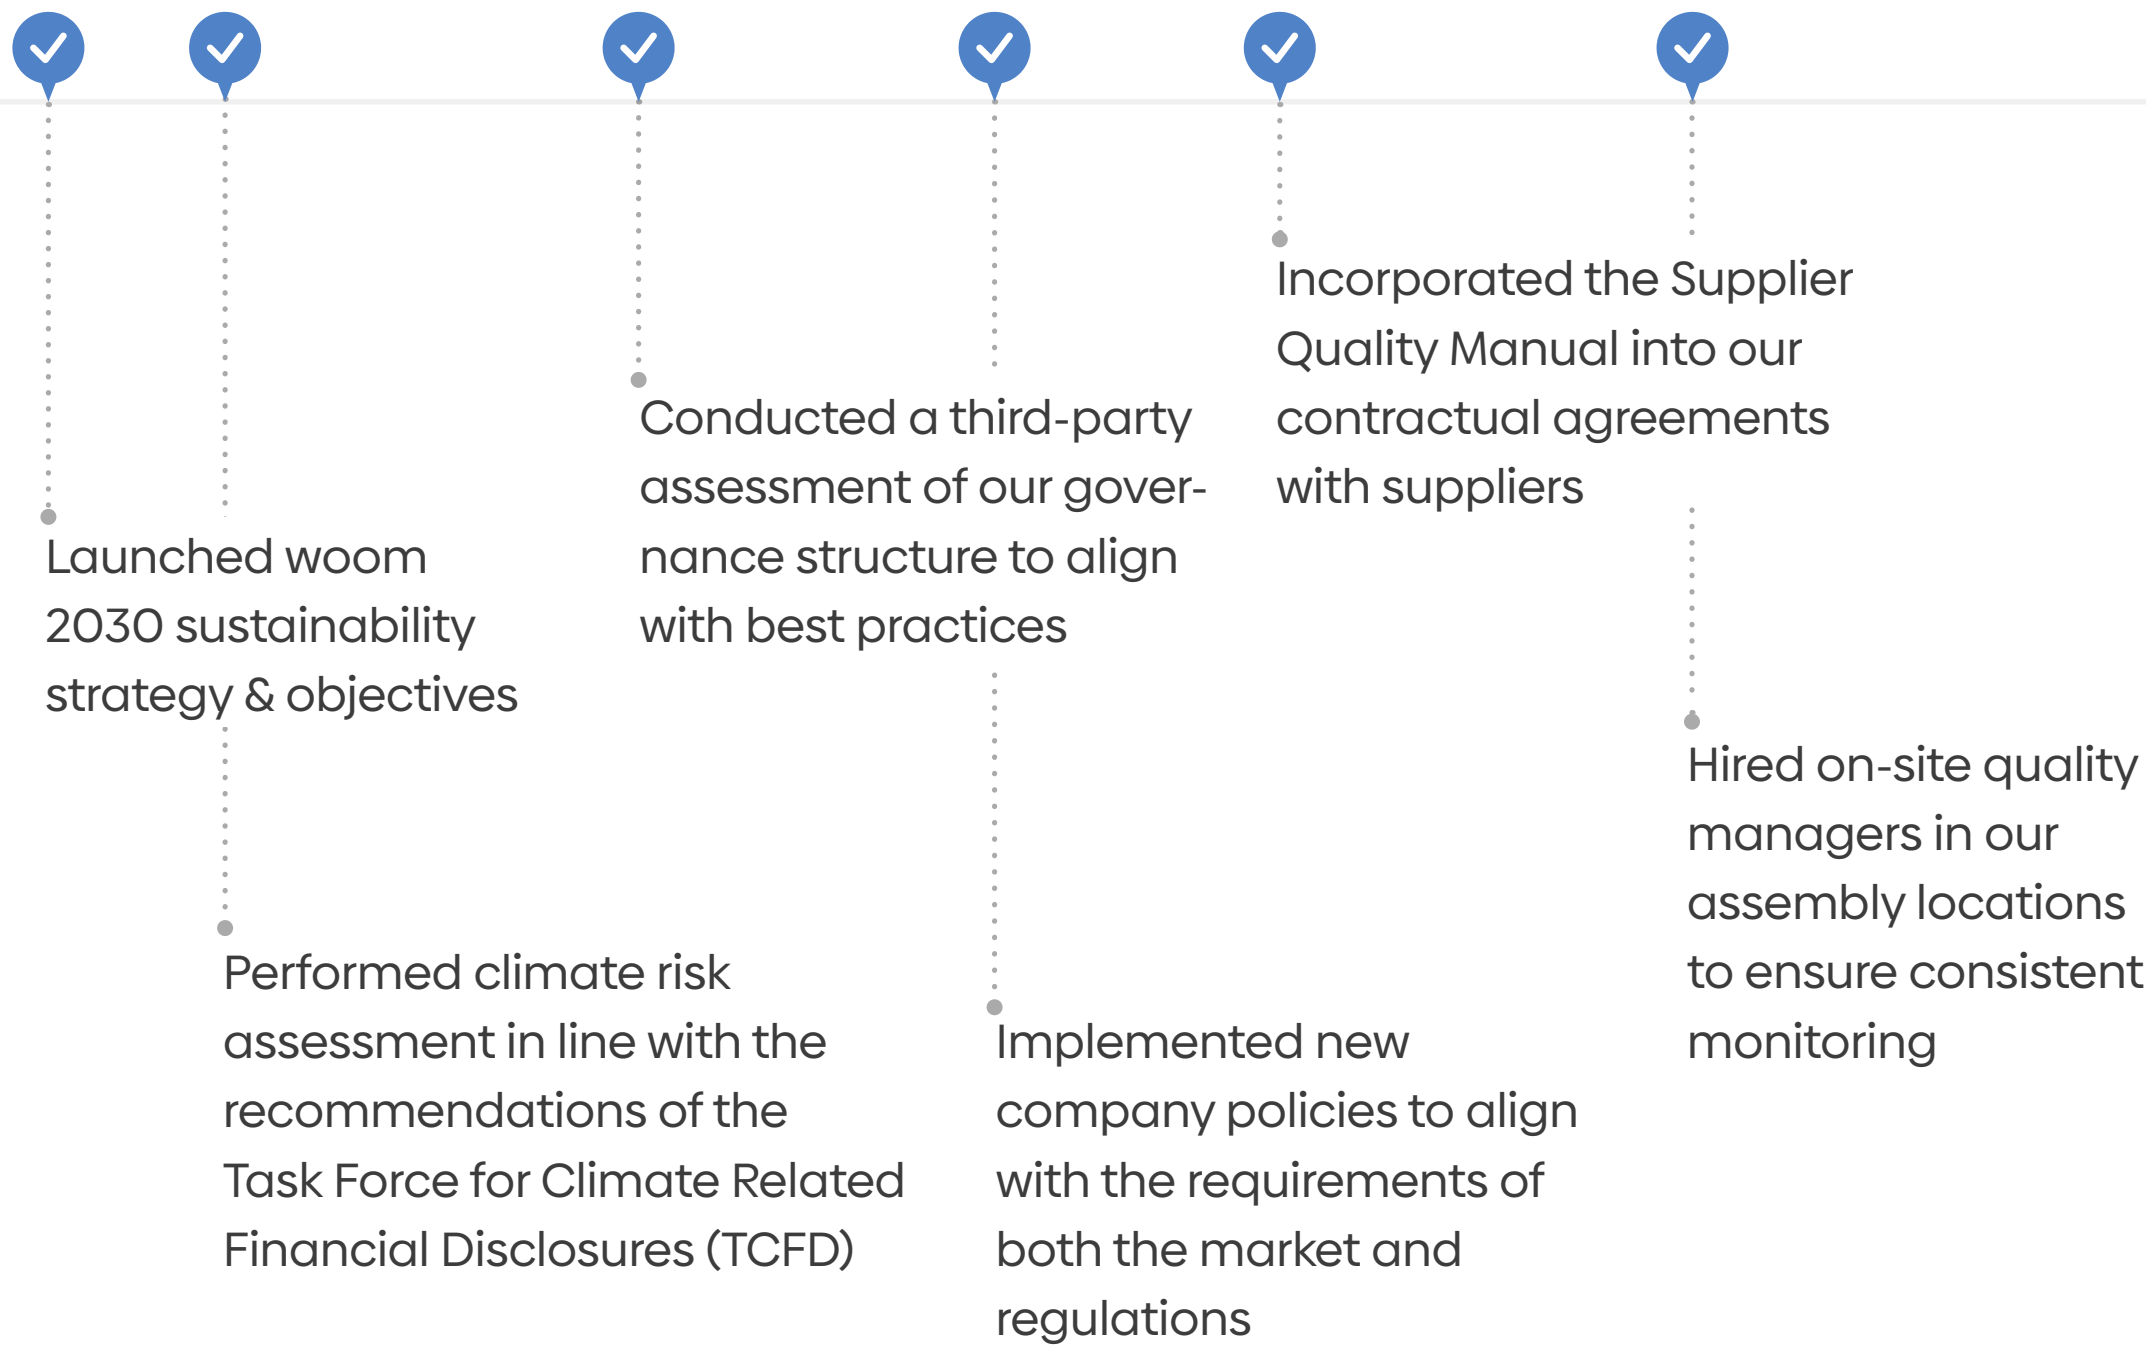 Launched woom
2030 sustainability
strategy & objectives
Performed climate risk
assessment in line with the
recommendations of the
Task Force for Climate Related
Financial Disclosures (TCFD)
Conducted a third-party
assessment of our gover-
nance structure to align
with best practices
Implemented new
company policies to align
with the requirements of
both the market and
regulations
Incorporated the Supplier
Quality Manual into our
contractual agreements
with suppliers
Hired on-site quality
managers in our
assembly locations
to ensure consistent
monitoring